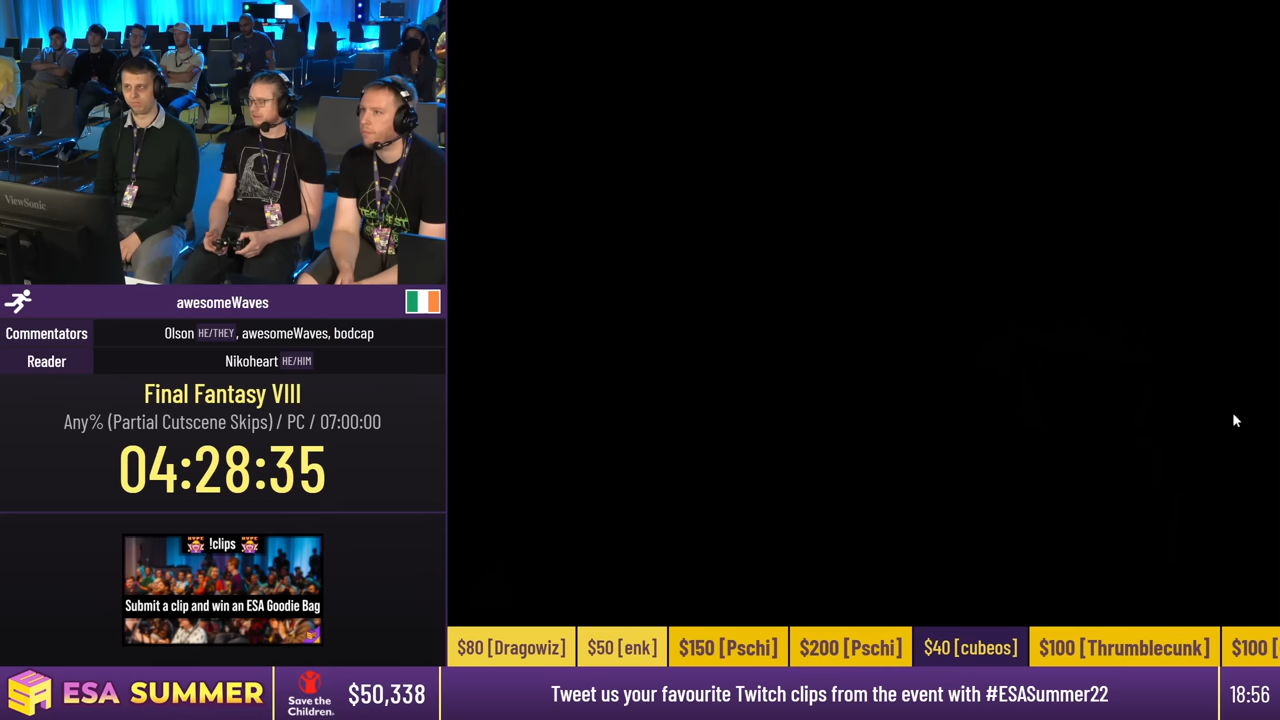 ViewSonic
awesomeWaves
Commentators
Olson HE/THEY, awesomeWaves, bodcap
Reader
Nikoheart HE/HIM
Final Fantasy VIII
Any% (Partial Cutscene Skips) / PC / 07:00:00
04:28:35
HYPE !clips HYPE
Submit a clip and win an ESA Goodie Bag
$80 [Dragowiz] $50 [enk] $150 [Pschi] $200 [Pschi] $40 [cubeos] $100 [Thrumblecunk] $100 [
ESA SUMMER
Save the
Children.
$50,338
Tweet us your favourite Twitch clips from the event with #ESASummer22
18:56